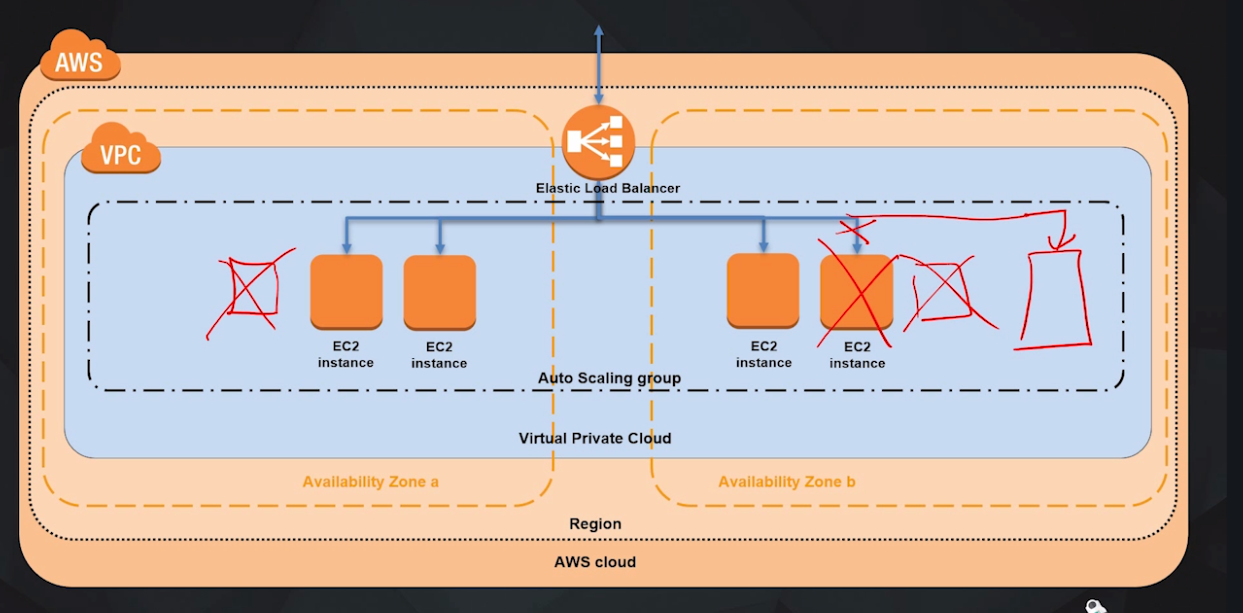 AWS
VPC
Elastic Load Balancer
EC2
instance
EC2
instance
EC2
instance
EC2
instance
Auto Scaling group
Virtual Private Cloud
Availability Zone a
Availability Zone b
Region
AWS cloud